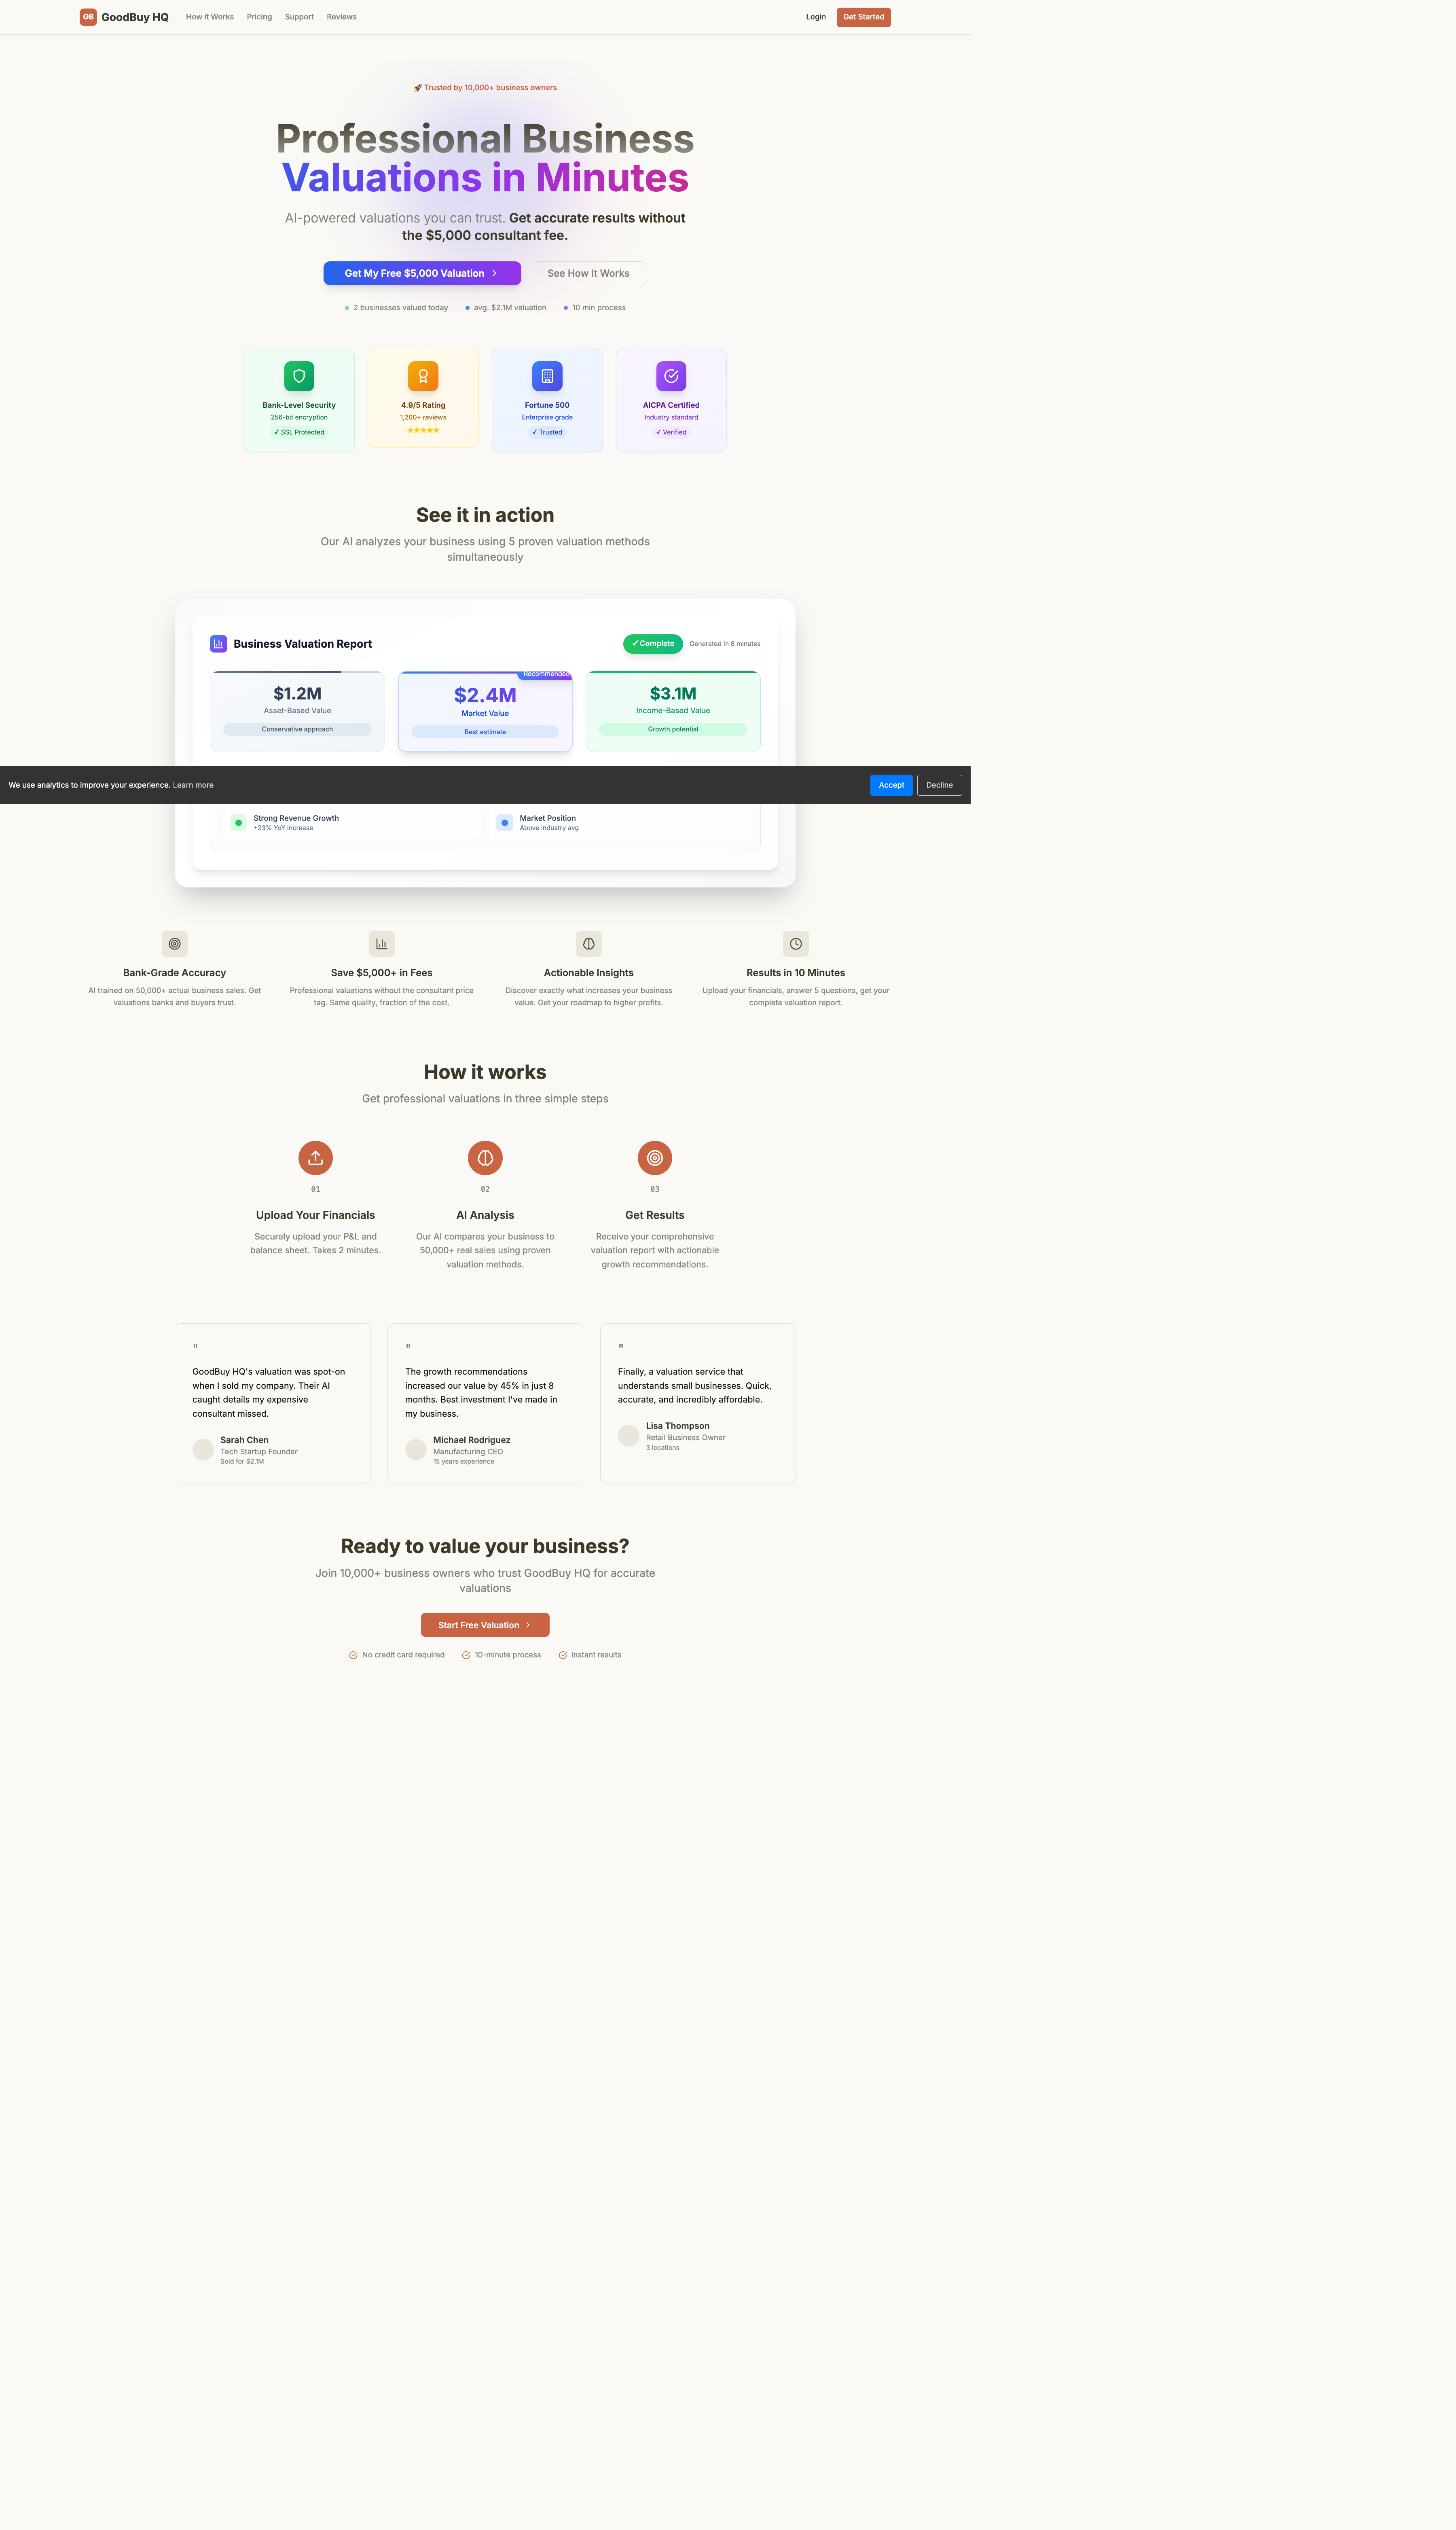 GB GoodBuy HQ How it Works Pricing Support Reviews Login Get Started
🚀 Trusted by 10,000+ business owners
Professional Business
Valuations in Minutes
AI-powered valuations you can trust. Get accurate results without
the $5,000 consultant fee.
Get My Free $5,000 Valuation See How It Works
2 businesses valued today avg. $2.1M valuation 10 min process
Bank-Level Security
256-bit encryption
✓ SSL Protected
4.9/5 Rating
1,200+ reviews
★★★★★
Fortune 500
Enterprise grade
✓ Trusted
AICPA Certified
Industry standard
✓ Verified
See it in action
Our AI analyzes your business using 5 proven valuation methods
simultaneously
Business Valuation Report ✓ Complete Generated in 8 minutes
$1.2M
Asset-Based Value
Conservative approach
Recommended
$2.4M
Market Value
Best estimate
$3.1M
Income-Based Value
Growth potential
We use analytics to improve your experience. Learn more Accept Decline
Strong Revenue Growth
+23% YoY increase
Market Position
Above industry avg
Bank-Grade Accuracy
AI trained on 50,000+ actual business sales. Get
valuations banks and buyers trust.
Save $5,000+ in Fees
Professional valuations without the consultant price
tag. Same quality, fraction of the cost.
Actionable Insights
Discover exactly what increases your business
value. Get your roadmap to higher profits.
Results in 10 Minutes
Upload your financials, answer 5 questions, get your
complete valuation report.
How it works
Get professional valuations in three simple steps
01
Upload Your Financials
Securely upload your P&L and
balance sheet. Takes 2 minutes.
02
AI Analysis
Our AI compares your business to
50,000+ real sales using proven
valuation methods.
03
Get Results
Receive your comprehensive
valuation report with actionable
growth recommendations.
"
GoodBuy HQ's valuation was spot-on
when I sold my company. Their AI
caught details my expensive
consultant missed.
Sarah Chen
Tech Startup Founder
Sold for $2.1M
"
The growth recommendations
increased our value by 45% in just 8
months. Best investment I've made in
my business.
Michael Rodriguez
Manufacturing CEO
15 years experience
"
Finally, a valuation service that
understands small businesses. Quick,
accurate, and incredibly affordable.
Lisa Thompson
Retail Business Owner
3 locations
Ready to value your business?
Join 10,000+ business owners who trust GoodBuy HQ for accurate
valuations
Start Free Valuation
No credit card required 10-minute process Instant results